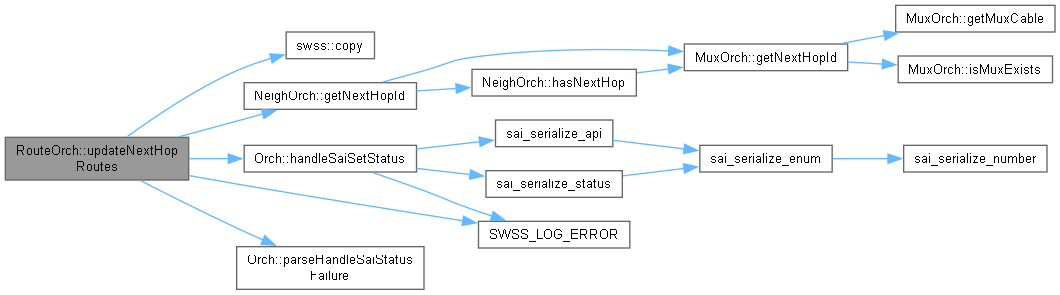 RouteOrch::updateNextHop
Routes
swss::copy
NeighOrch::getNextHopId
NeighOrch::hasNextHop
MuxOrch::getNextHopId
MuxOrch::getMuxCable
MuxOrch::isMuxExists
Orch::handleSaiSetStatus
sai_serialize_api
sai_serialize_status
sai_serialize_enum
sai_serialize_number
SWSS_LOG_ERROR
Orch::parseHandleSaiStatus
Failure